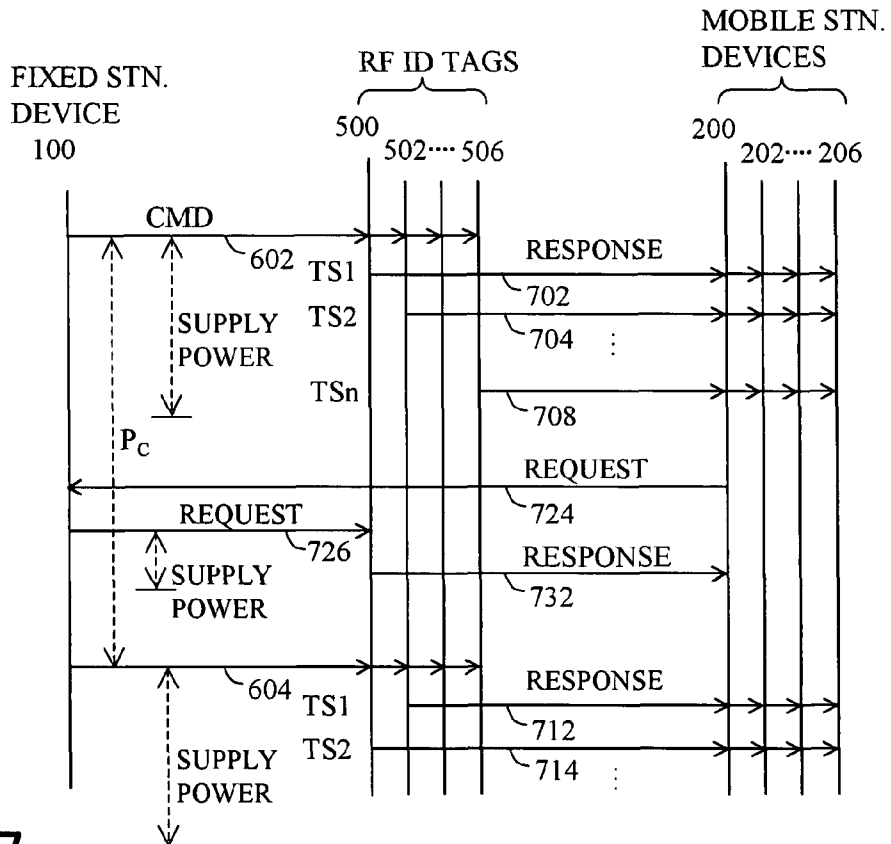 MOBILE STN.
DEVICES
RF ID TAGS
FIXED STN.
DEVICE
100
500
502···· 506
200
202···· 206
CMD
602
RESPONSE
TS1
702
TS2
704
SUPPLY
POWER
TSn
708
PC
REQUEST
724
REQUEST
726
RESPONSE
732
SUPPLY
POWER
604
RESPONSE
TS1
712
TS2
714
SUPPLY
POWER